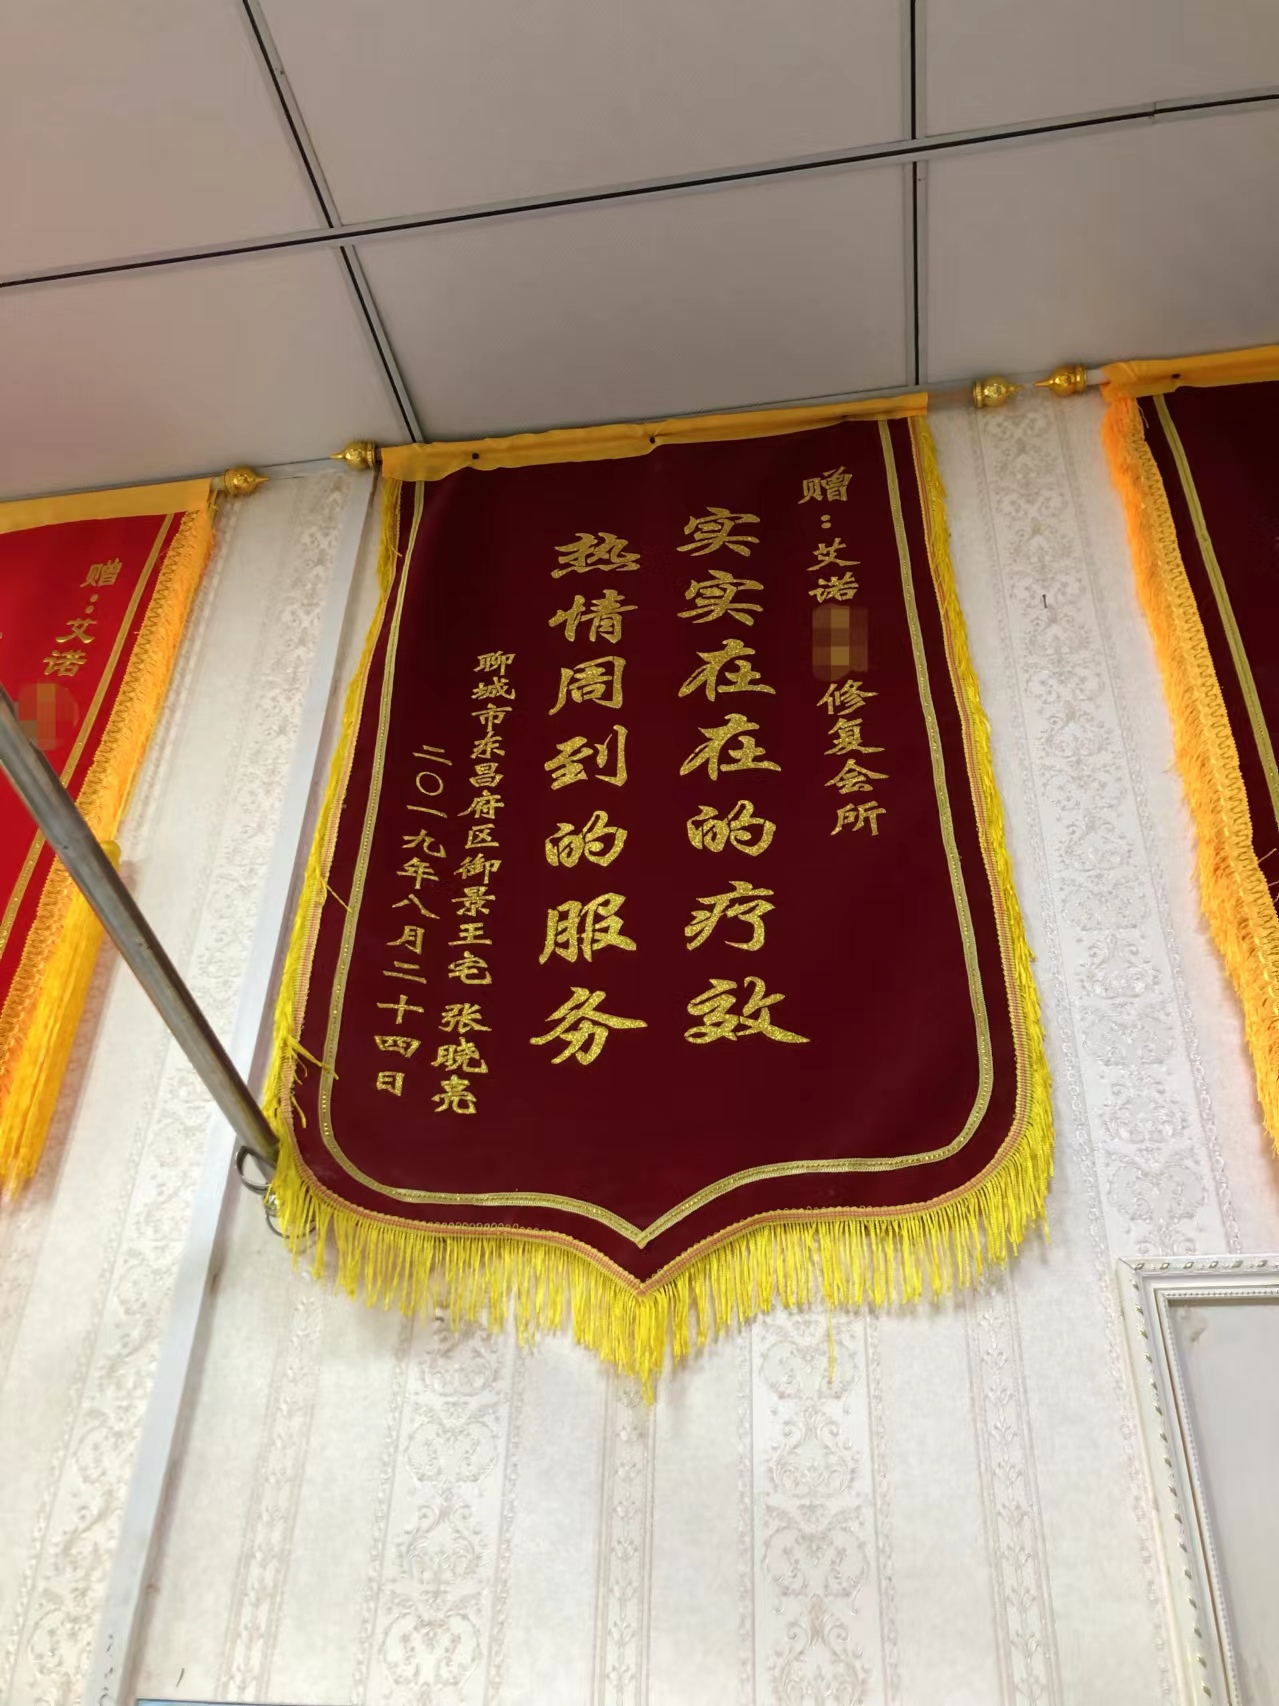 赠：艾诺修复会所
实实在在的疗效
热情周到的服务
聊城市东昌府区御景王宅 张晓亮
二〇一九年八月二十四日
赠：艾诺